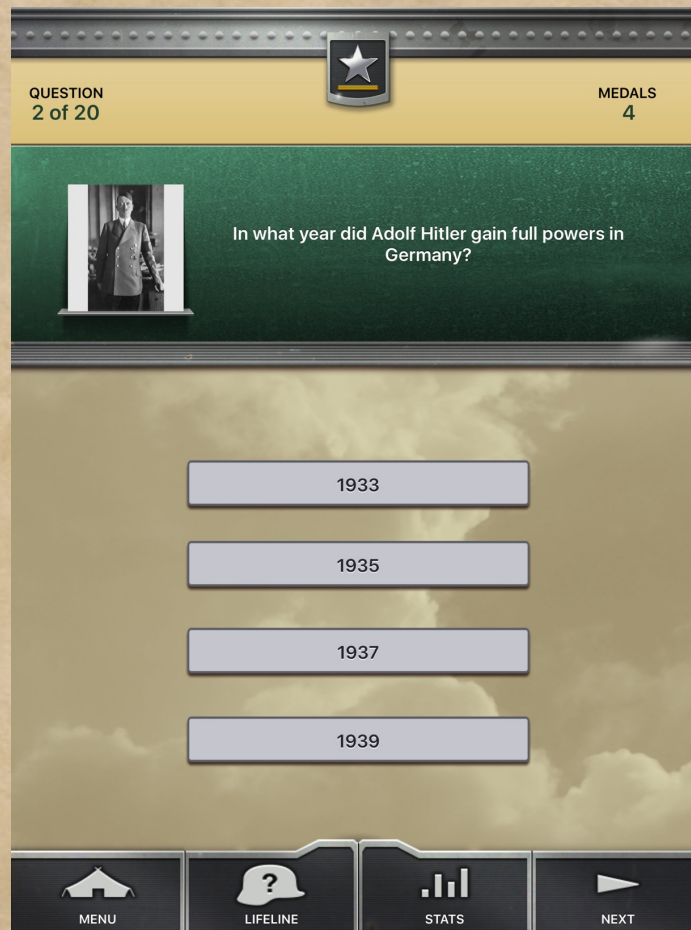 QUESTION
2 of 20
MEDALS
4
In what year did Adolf Hitler gain full powers in
Germany?
1933
1935
1937
1939
?
MENU
LIFELINE
STATS
NEXT